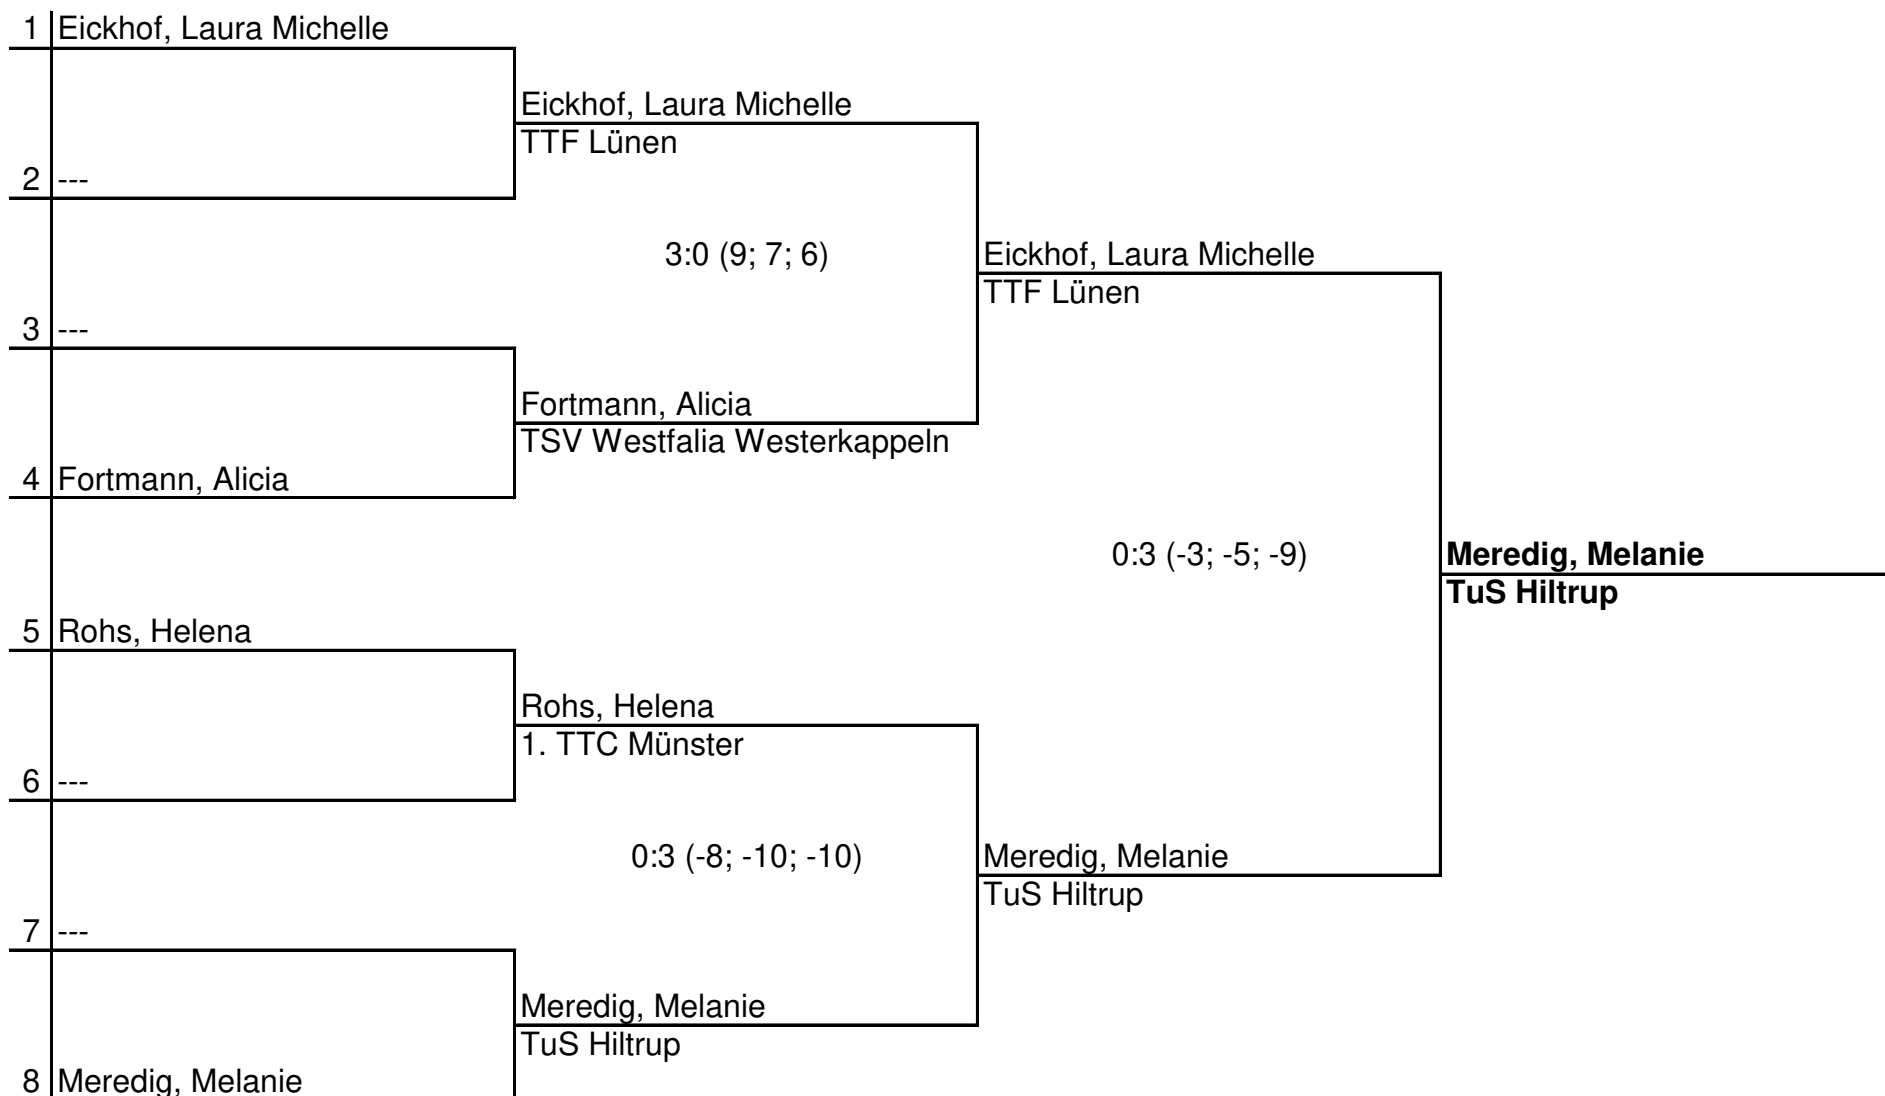 1 Eickhof, Laura Michelle
Eickhof, Laura Michelle
TTF Lünen
2 ---
3:0 (9; 7; 6)
Eickhof, Laura Michelle
TTF Lünen
3 ---
Fortmann, Alicia
TSV Westfalia Westerkappeln
4 Fortmann, Alicia
0:3 (-3; -5; -9)
Meredig, Melanie
TuS Hiltrup
5 Rohs, Helena
Rohs, Helena
1. TTC Münster
6 ---
0:3 (-8; -10; -10)
Meredig, Melanie
TuS Hiltrup
7 ---
Meredig, Melanie
TuS Hiltrup
8 Meredig, Melanie